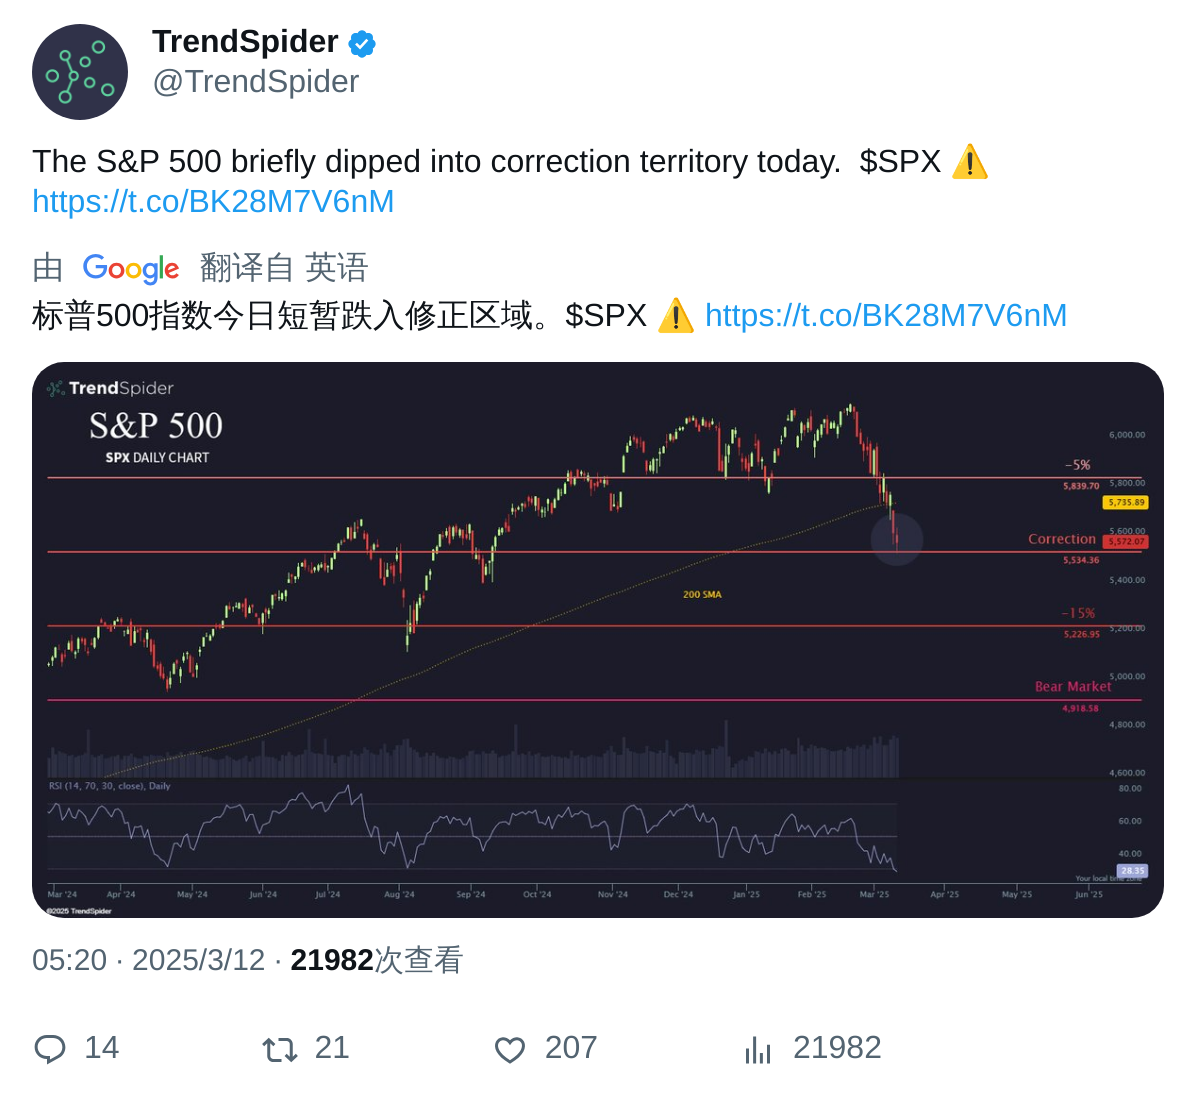 TrendSpider
@TrendSpider
The S&P 500 briefly dipped into correction territory today.  $SPX ⚠️
https://t.co/BK28M7V6nM
由 Google 翻译自 英语
标普500指数今日短暂跌入修正区域。$SPX ⚠️ https://t.co/BK28M7V6nM
TrendSpider
S&P 500
SPX DAILY CHART
6,000.00
-5%
5,839.70
5,800.00
5,735.89
5,600.00
Correction
5,572.07
5,534.36
5,400.00
200 SMA
-15%
5,200.00
5,226.95
5,000.00
Bear Market
4,918.58
4,800.00
4,600.00
RSI (14, 70, 30, close), Daily
80.00
60.00
40.00
28.35
Your local time zone
Mar '24 Apr '24 May '24 Jun '24 Jul '24 Aug '24 Sep '24 Oct '24 Nov '24 Dec '24 Jan '25 Feb '25 Mar '25 Apr '25 May '25 Jun '25
©2025 TrendSpider
05:20 · 2025/3/12 · 21982次查看
14 21 207 21982